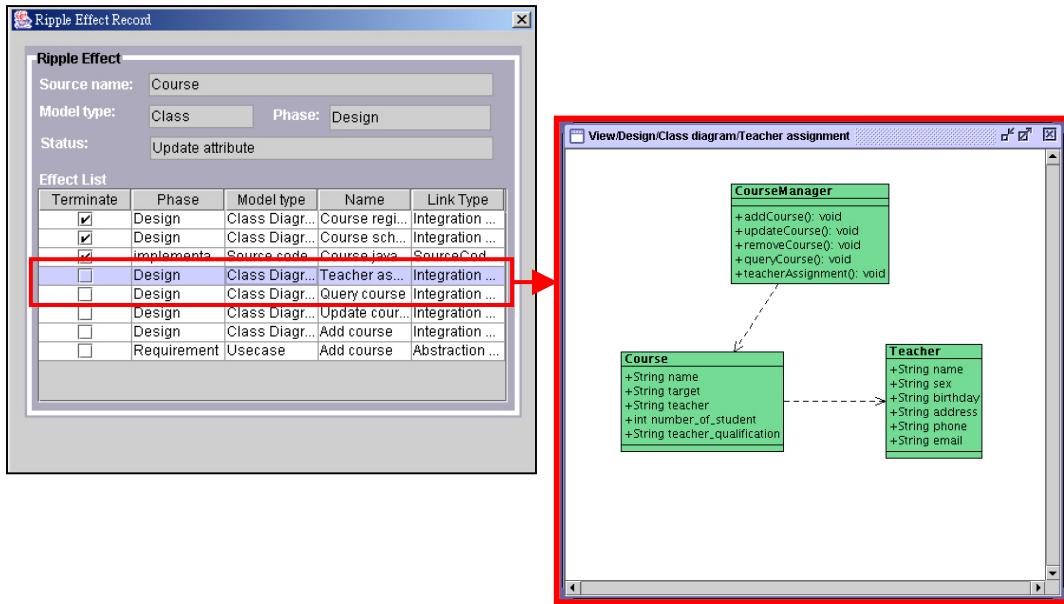 Ripple Effect Record
Ripple Effect
Source name: Course
Model type: Class Phase: Design
Status: Update attribute
Effect List
Terminate Phase Model type Name Link Type
Design Class Diagr... Course regi... Integration ...
Design Class Diagr... Course sch... Integration ...
implementa... Source code Course.java SourceCod...
Design Class Diagr... Teacher as... Integration ...
Design Class Diagr... Query course Integration ...
Design Class Diagr... Update cour... Integration ...
Design Class Diagr... Add course Integration ...
Requirement Usecase Add course Abstraction ...
View/Design/Class diagram/Teacher assignment
CourseManager
+addCourse(): void
+updateCourse(): void
+removeCourse(): void
+queryCourse(): void
+teacherAssignment(): void
Course
+String name
+String target
+String teacher
+int number_of_student
+String teacher_qualification
Teacher
+String name
+String sex
+String birthday
+String address
+String phone
+String email